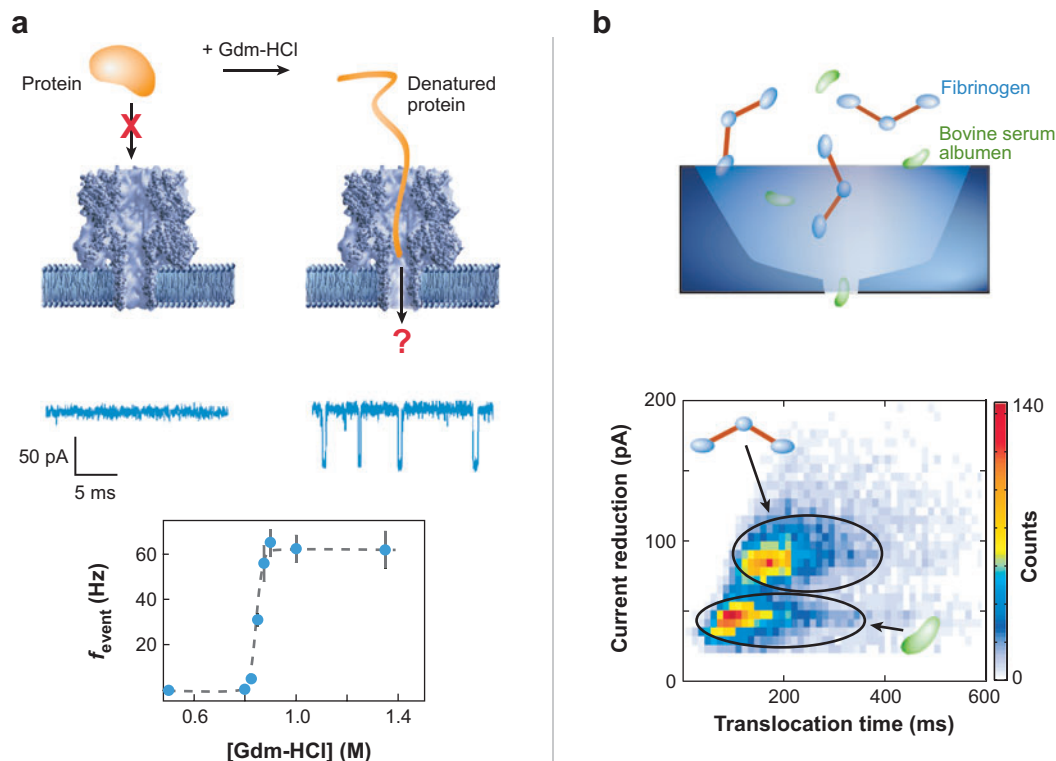 a
+ Gdm-HCl
Protein
X
Denatured
protein
?
50 pA
5 ms
f event (Hz)
60
40
20
0.6
1.0
1.4
[Gdm-HCl] (M)
b
Fibrinogen
Bovine serum
albumen
Current reduction (pA)
200
100
0
200
400
600
Translocation time (ms)
140
0
Counts